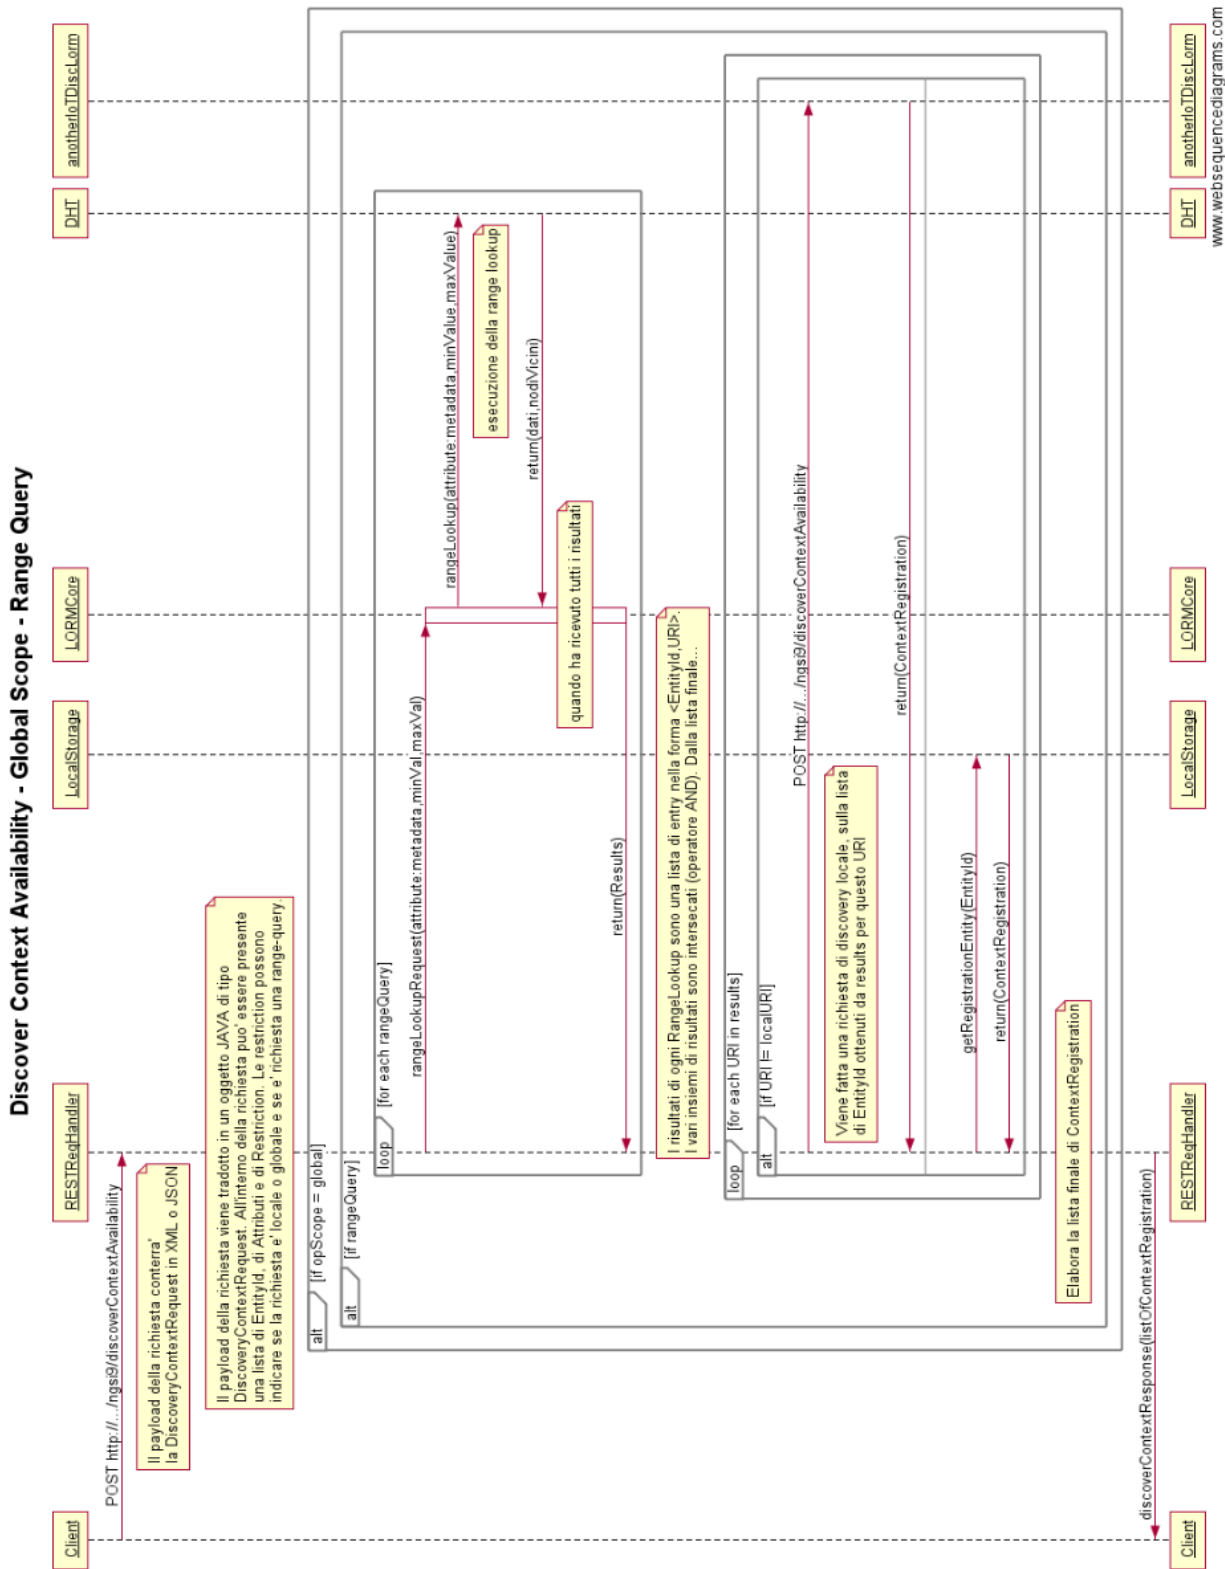 Discover Context Availability - Global Scope - Range Query
Client
RESTReqHandler
LocalStorage
LORMCore
DHT
anotherIoTDiscLorm
POST http://.../ngsi9/discoverContextAvailability
Il payload della richiesta conterra'
la DiscoveryContextRequest in XML o JSON
Il payload della richiesta viene tradotto in un oggetto JAVA di tipo
DiscoveryContextRequest. All'interno della richiesta puo' essere presente
una lista di EntityId, di Attributi e di Restriction. Le restriction possono
indicare se la richiesta e' locale o globale e se e' richiesta una range-query.
alt
[if opScope = global]
alt
[if rangeQuery]
loop
[for each rangeQuery]
rangeLookupRequest(attribute:metadata,minVal,maxVal)
rangeLookup(attribute:metadata,minValue,maxValue)
esecuzione della range lookup
return(dati,nodiVicini)
quando ha ricevuto tutti i risultati
return(Results)
I risultati di ogni RangeLookup sono una lista di entry nella forma <EntityId,URI>.
I vari insiemi di risultati sono intersecati (operatore AND). Dalla lista finale...
loop
[for each URI in results]
alt
[if URI != localURI]
POST http://.../ngsi9/discoverContextAvailability
Viene fatta una richiesta di discovery locale, sulla lista
di EntityId ottenuti da results per questo URI
return(ContextRegistration)
getRegistrationEntity(EntityId)
return(ContextRegistration)
Elabora la lista finale di ContextRegistration
discoverContextResponse(listOfContextRegistration)
Client
RESTReqHandler
LocalStorage
LORMCore
DHT
anotherIoTDiscLorm
www.websequencediagrams.com